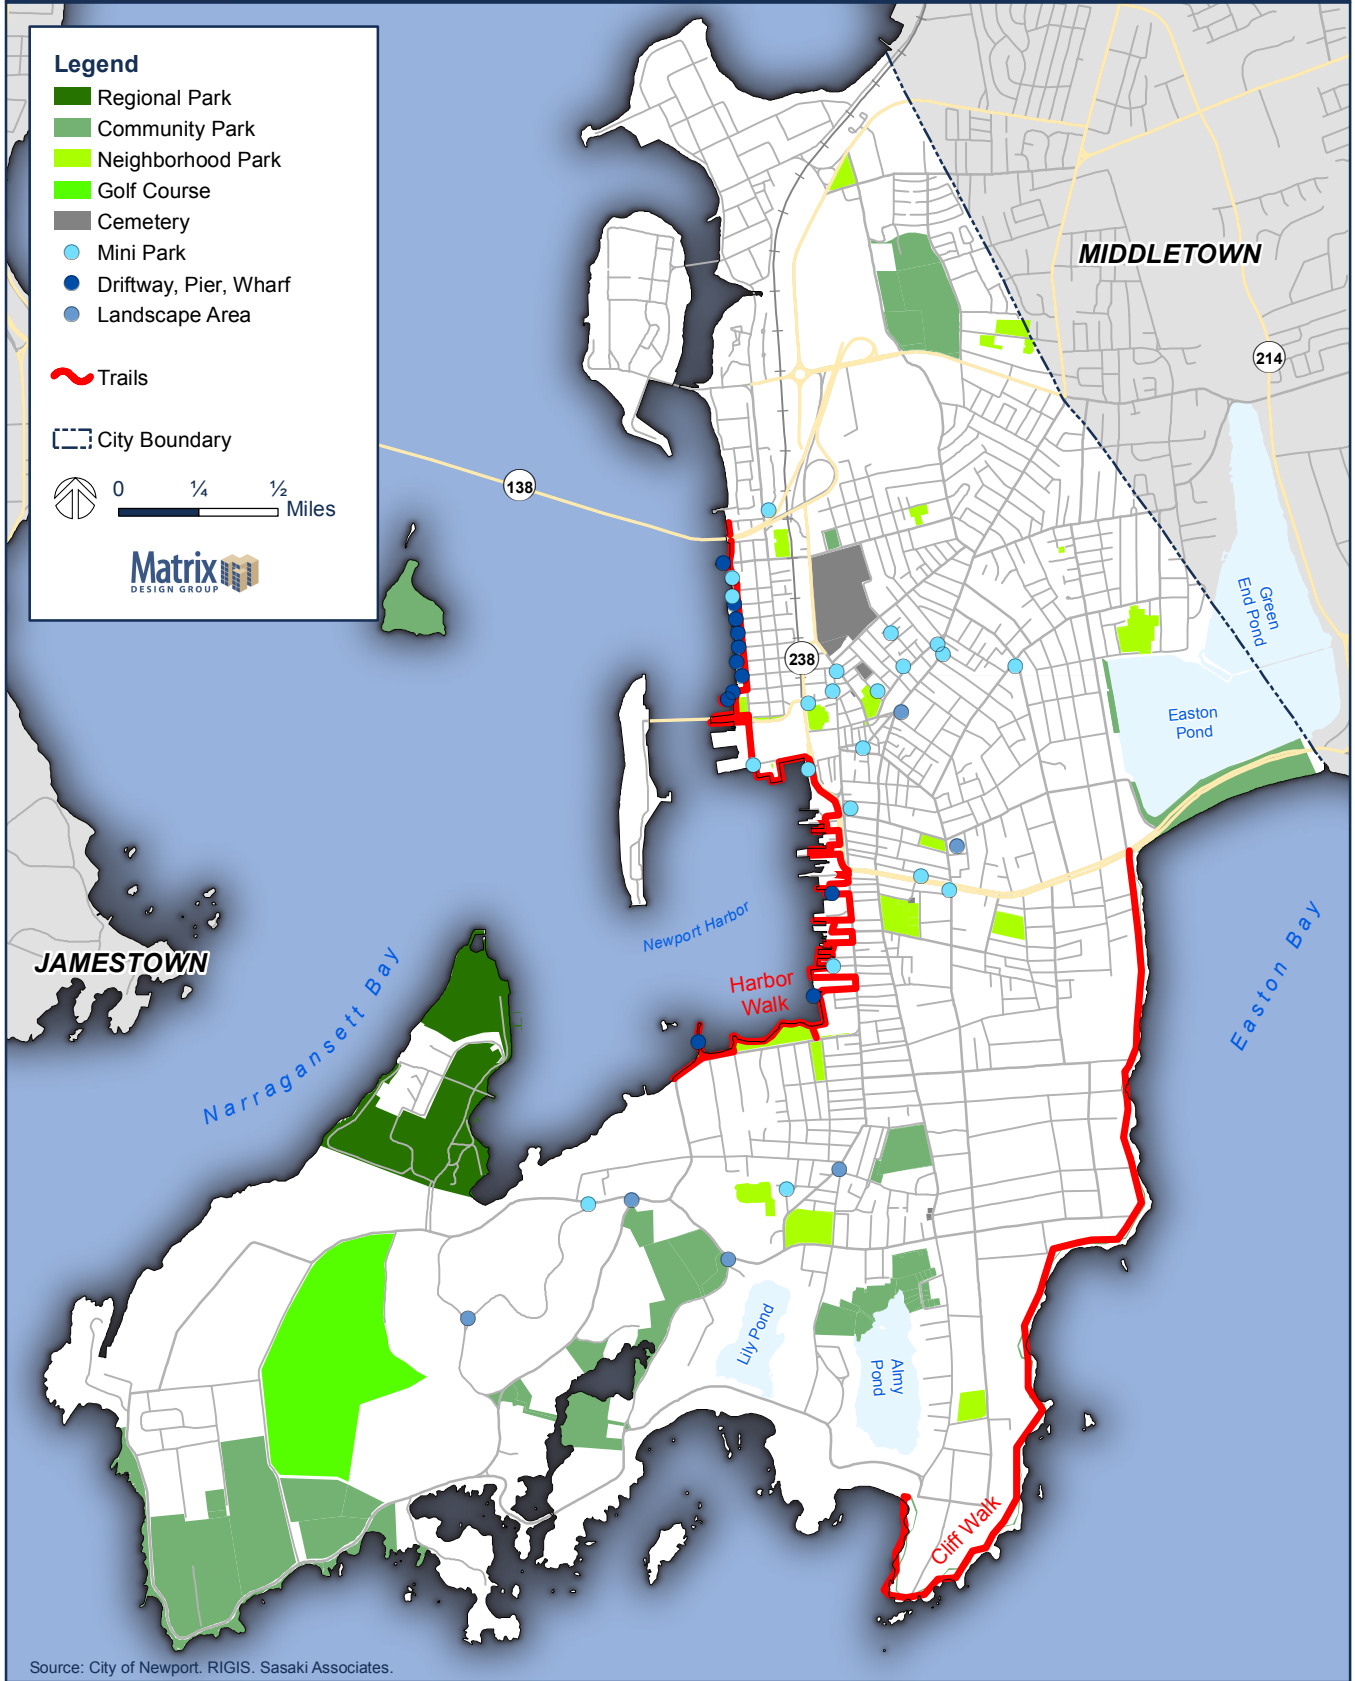 Legend
Regional Park
Community Park
Neighborhood Park
Golf Course
Cemetery
Mini Park
Driftway, Pier, Wharf
Landscape Area
Trails
City Boundary
0 ¼ ½
Miles
Matrix
DESIGN GROUP
MIDDLETOWN
214
138
Green
End Pond
238
Easton
Pond
Newport Harbor
JAMESTOWN
Narragansett Bay
Harbor
Walk
Easton Bay
Lily Pond
Almy
Pond
Cliff Walk
Source: City of Newport. RIGIS. Sasaki Associates.